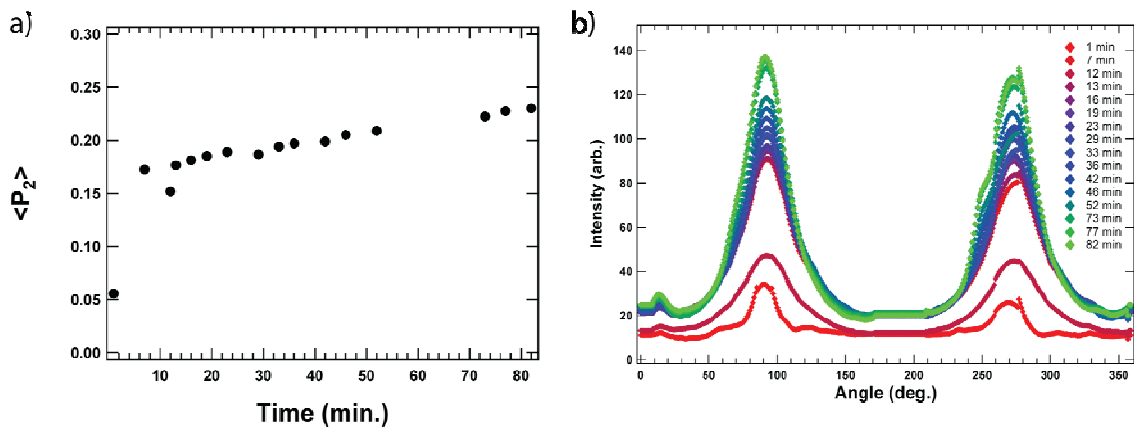 a)
0.30
0.25
0.20
0.15
0.10
0.05
0.00
<P2>
10 20 30 40 50 60 70 80
Time (min.)
b)
140
120
100
80
60
40
20
0
Intensity (arb.)
0 50 100 150 200 250 300 350
Angle (deg.)
1 min
7 min
12 min
13 min
16 min
19 min
23 min
29 min
33 min
36 min
42 min
46 min
52 min
73 min
77 min
82 min